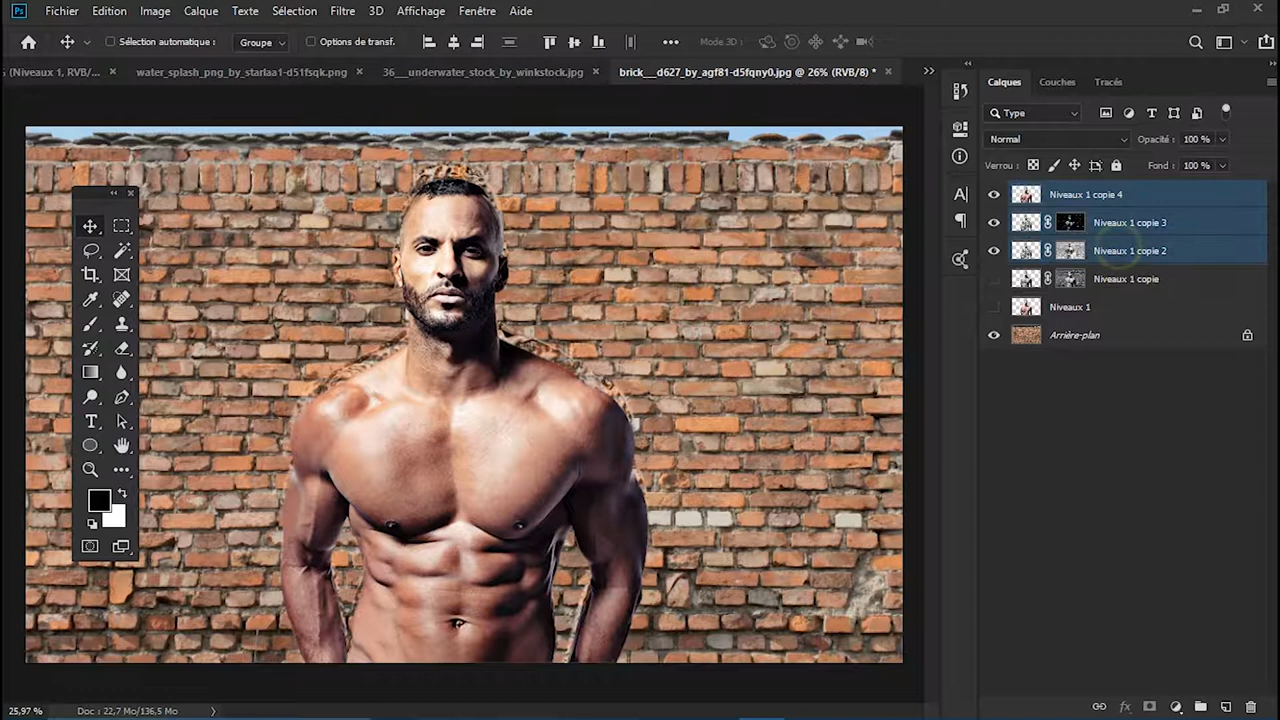 Ps Fichier Edition Image Calque Texte Sélection Filtre 3D Affichage Fenêtre Aide
Sélection automatique : Groupe Options de transf. Mode 3D :
(Niveaux 1, RVB/... water_splash_png_by_starlaa1-d51fsqk.png 36___underwater_stock_by_winkstock.jpg brick___d627_by_agf81-d5fqny0.jpg @ 26% (RVB/8) *
Calques Couches Tracés
Type
Normal Opacité : 100 %
Verrou : Fond : 100 %
Niveaux 1 copie 4
Niveaux 1 copie 3
Niveaux 1 copie 2
Niveaux 1 copie
Niveaux 1
Arrière-plan
25,97 % Doc : 22,7 Mo/136,5 Mo